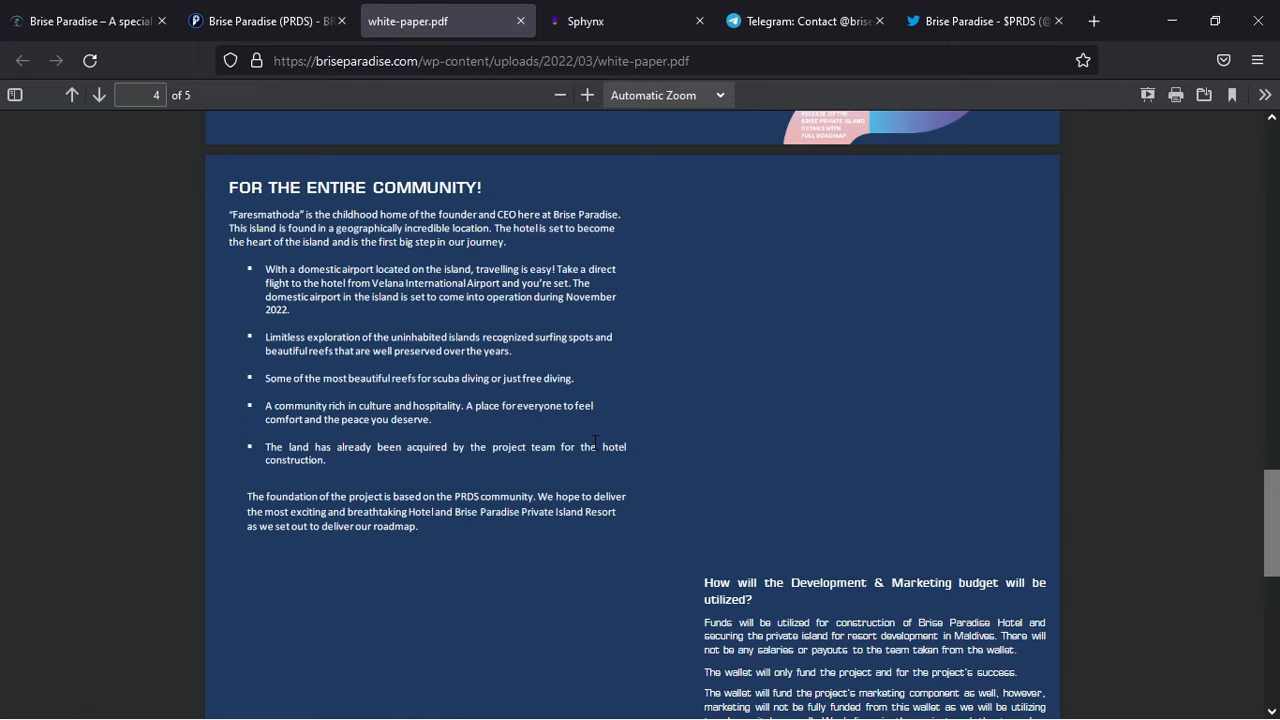 Brise Paradise – A special
Brise Paradise (PRDS) - BR
white-paper.pdf
Sphynx
Telegram: Contact @brise
Brise Paradise - $PRDS (@
https://briseparadise.com/wp-content/uploads/2022/03/white-paper.pdf
4 of 5
Automatic Zoom
RELEASE OF THE
BRISE PRIVATE ISLAND
DETAILS WITH
FULL ROADMAP
FOR THE ENTIRE COMMUNITY!
“Faresmathoda” is the childhood home of the founder and CEO here at Brise Paradise.
This island is found in a geographically incredible location. The hotel is set to become
the heart of the island and is the first big step in our journey.
▪ With a domestic airport located on the island, travelling is easy! Take a direct
flight to the hotel from Velana International Airport and you’re set. The
domestic airport in the island is set to come into operation during November
2022.
▪ Limitless exploration of the uninhabited islands recognized surfing spots and
beautiful reefs that are well preserved over the years.
▪ Some of the most beautiful reefs for scuba diving or just free diving.
▪ A community rich in culture and hospitality. A place for everyone to feel
comfort and the peace you deserve.
▪ The land has already been acquired by the project team for the hotel
construction.
The foundation of the project is based on the PRDS community. We hope to deliver
the most exciting and breathtaking Hotel and Brise Paradise Private Island Resort
as we set out to deliver our roadmap.
How will the Development & Marketing budget will be
utilized?
Funds will be utilized for construction of Brise Paradise Hotel and
securing the private island for resort development in Maldives. There will
not be any salaries or payouts to the team taken from the wallet.
The wallet will only fund the project and for the project’s success.
The wallet will fund the project’s marketing component as well, however,
marketing will not be fully funded from this wallet as we will be utilizing